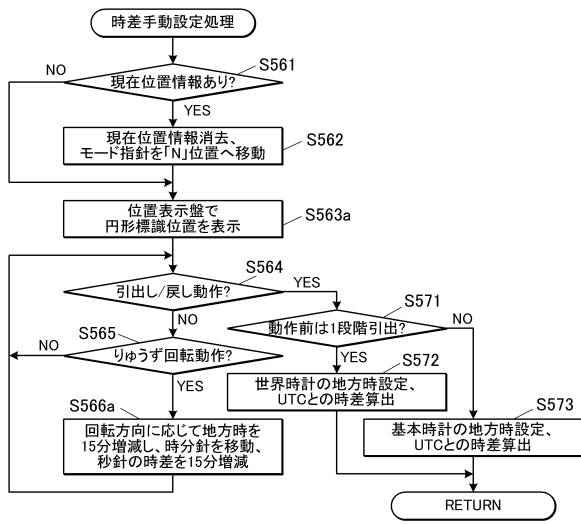 時差手動設定処理
S561
NO
現在位置情報あり?
YES
現在位置情報消去、
モード指針を「N」位置へ移動
S562
位置表示盤で
円形標識位置を表示
S563a
S564
引出し/戻し動作?
YES
NO
S571
動作前は1段階引出?
NO
YES
S565
NO
りゅうず回転動作?
YES
S572
世界時計の地方時設定、
UTCとの時差算出
S566a
回転方向に応じて地方時を
15分増減し、時分針を移動、
秒針の時差を15分増減
S573
基本時計の地方時設定、
UTCとの時差算出
RETURN